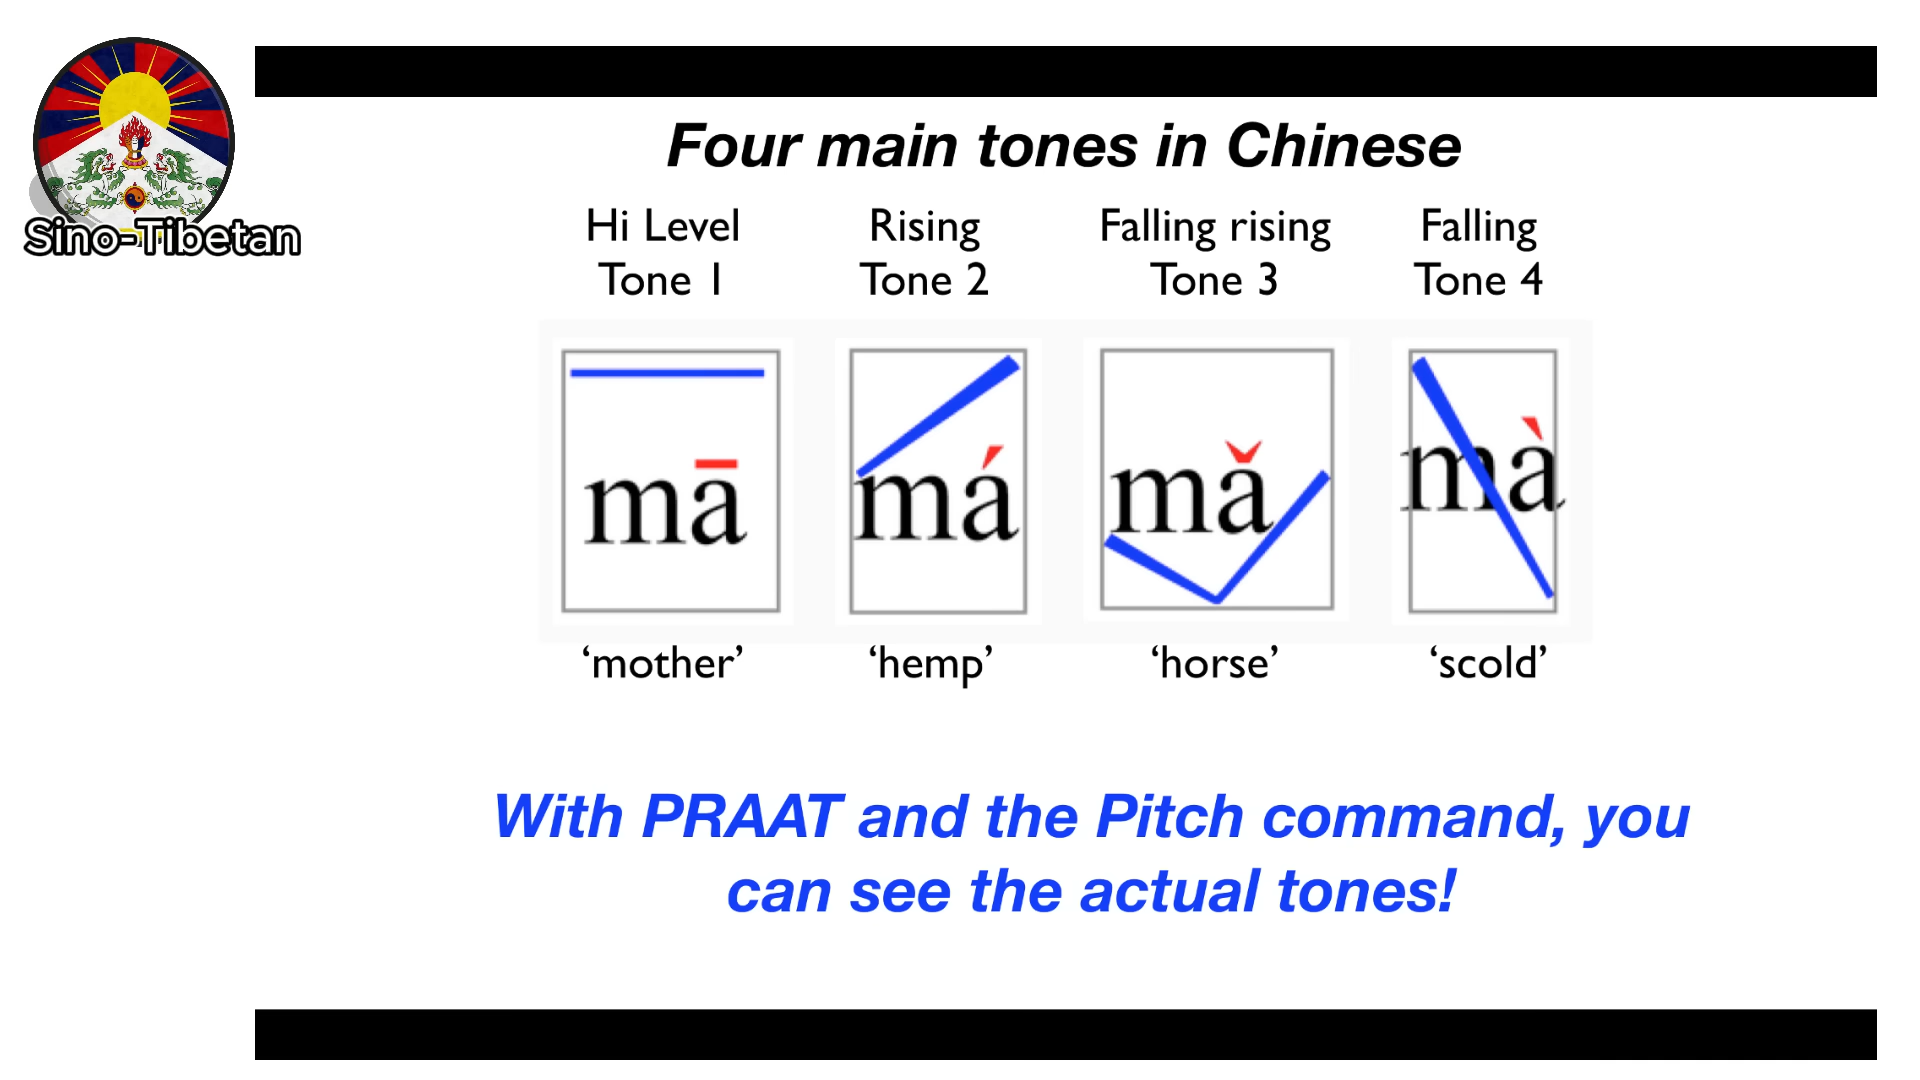 Sino-Tibetan
Four main tones in Chinese
Hi Level Rising Falling rising Falling
Tone 1 Tone 2 Tone 3 Tone 4
mā má mǎ mà
‘mother’ ‘hemp’ ‘horse’ ‘scold’
With PRAAT and the Pitch command, you
can see the actual tones!